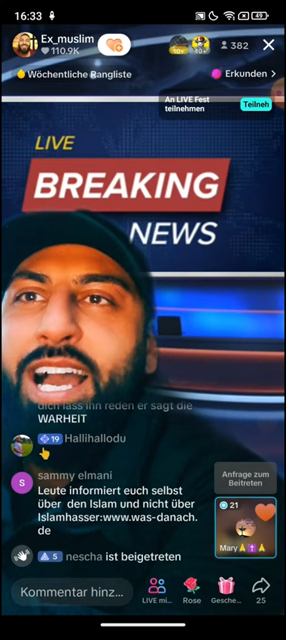 16:33
49
Ex_muslim
110.9K
10+
10+
382
Wöchentliche Rangliste
Erkunden >
An LIVE Fest
teilnehmen
Teilneh
LIVE
BREAKING
NEWS
dich lass ihn reden er sagt die
WARHEIT
19 Hallihallodu
S
sammy elmani
Leute informiert euch selbst
über den Islam und nicht über
Islamhasser:www.was-danach.
de
Anfrage zum
Beitreten
21
Mary
5 nescha ist beigetreten
Kommentar hinz...
LIVE mi...
Rose
Gesche...
25